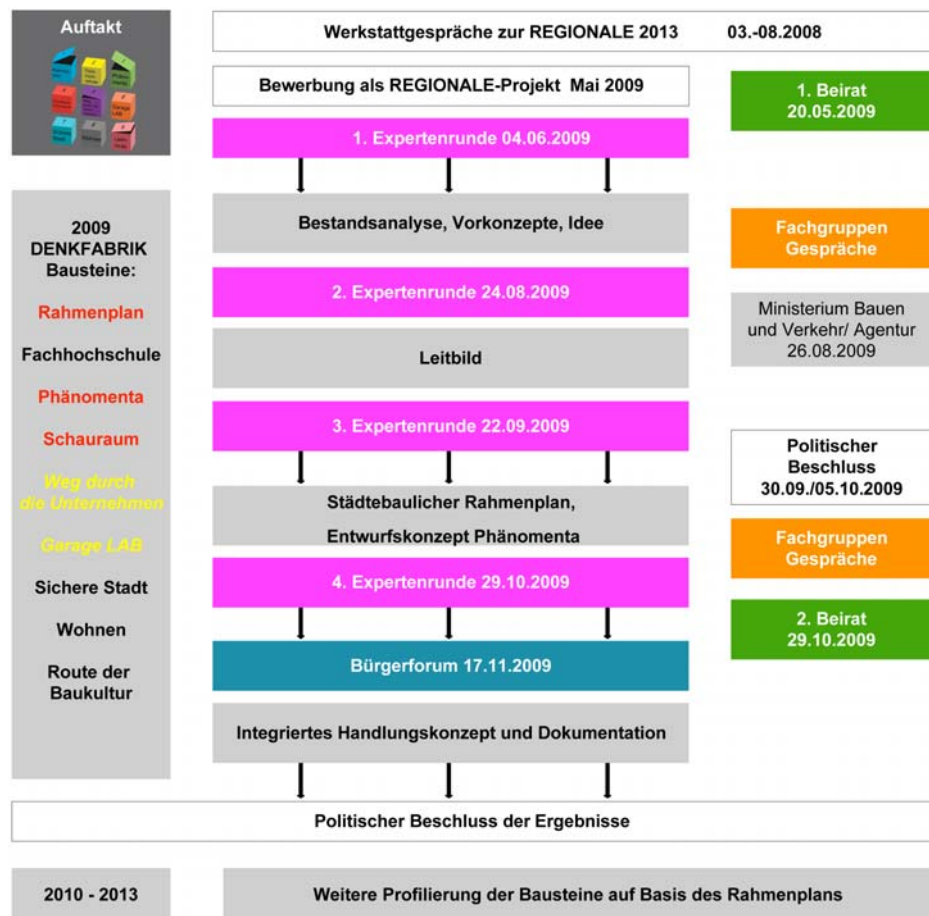 Auftakt
Werkstattgespräche zur REGIONALE 2013 03.-08.2008
Bewerbung als REGIONALE-Projekt Mai 2009
1. Beirat
20.05.2009
1. Expertenrunde 04.06.2009
2009
DENKFABRIK
Bausteine:
Rahmenplan
Fachhochschule
Phänomenta
Schauraum
Weg durch
die Unternehmen
Garage LAB
Sichere Stadt
Wohnen
Route der
Baukultur
Bestandsanalyse, Vorkonzepte, Idee
Fachgruppen
Gespräche
2. Expertenrunde 24.08.2009
Ministerium Bauen
und Verkehr/ Agentur
26.08.2009
Leitbild
3. Expertenrunde 22.09.2009
Politischer
Beschluss
30.09./05.10.2009
Städtebaulicher Rahmenplan,
Entwurfskonzept Phänomenta
Fachgruppen
Gespräche
4. Expertenrunde 29.10.2009
2. Beirat
29.10.2009
Bürgerforum 17.11.2009
Integriertes Handlungskonzept und Dokumentation
Politischer Beschluss der Ergebnisse
2010 - 2013
Weitere Profilierung der Bausteine auf Basis des Rahmenplans